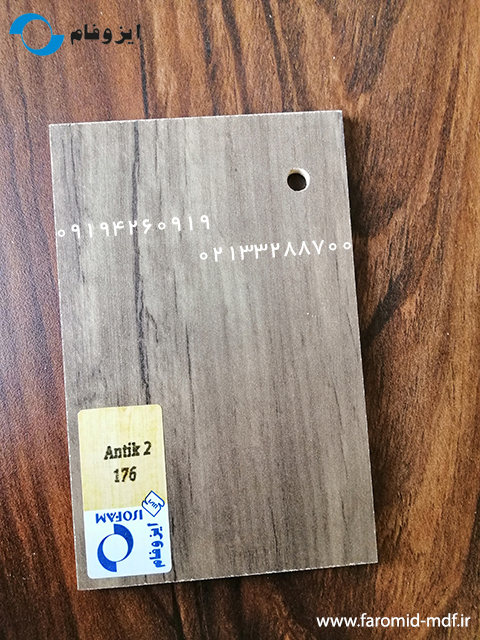 ایزوفام
۰۹۱۹۴۲۶۰۹۱۹
۰۲۱۳۳۲۸۸۷۰۰
Antik 2
176
ISOFAM
ایزوفام
www.faromid-mdf.ir